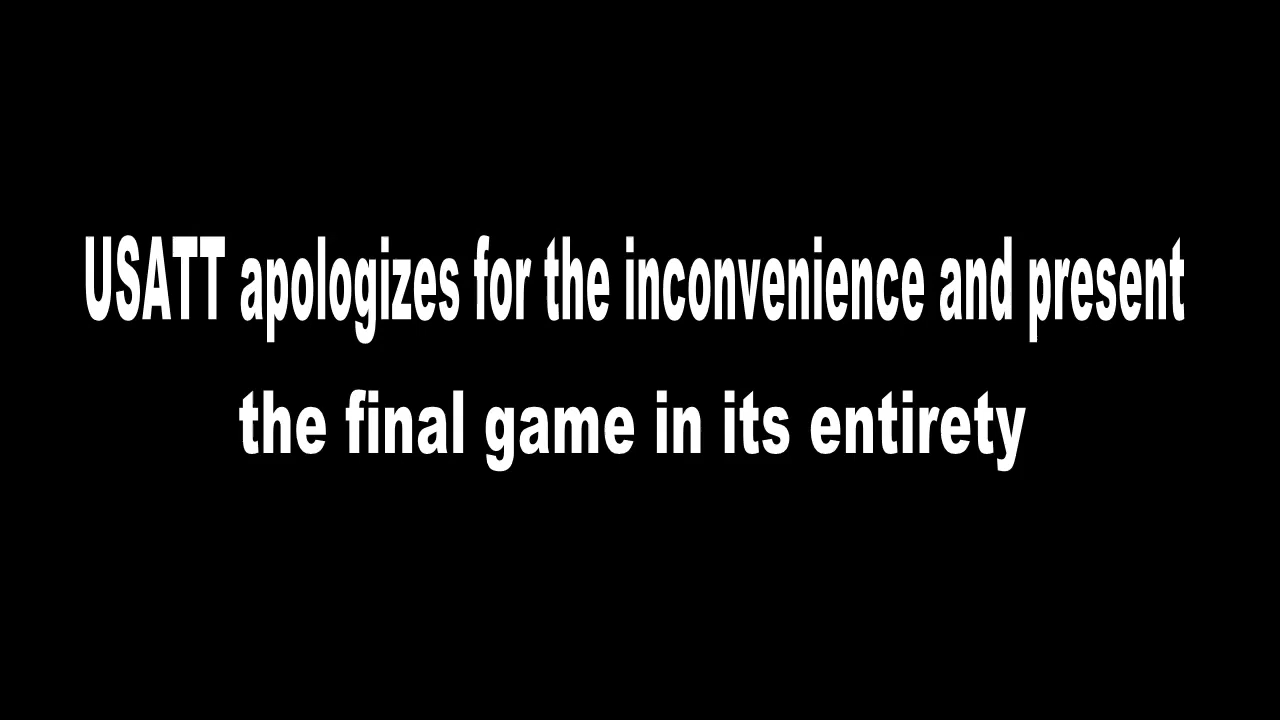 USATT apologizes for the inconvenience and present
the final game in its entirety